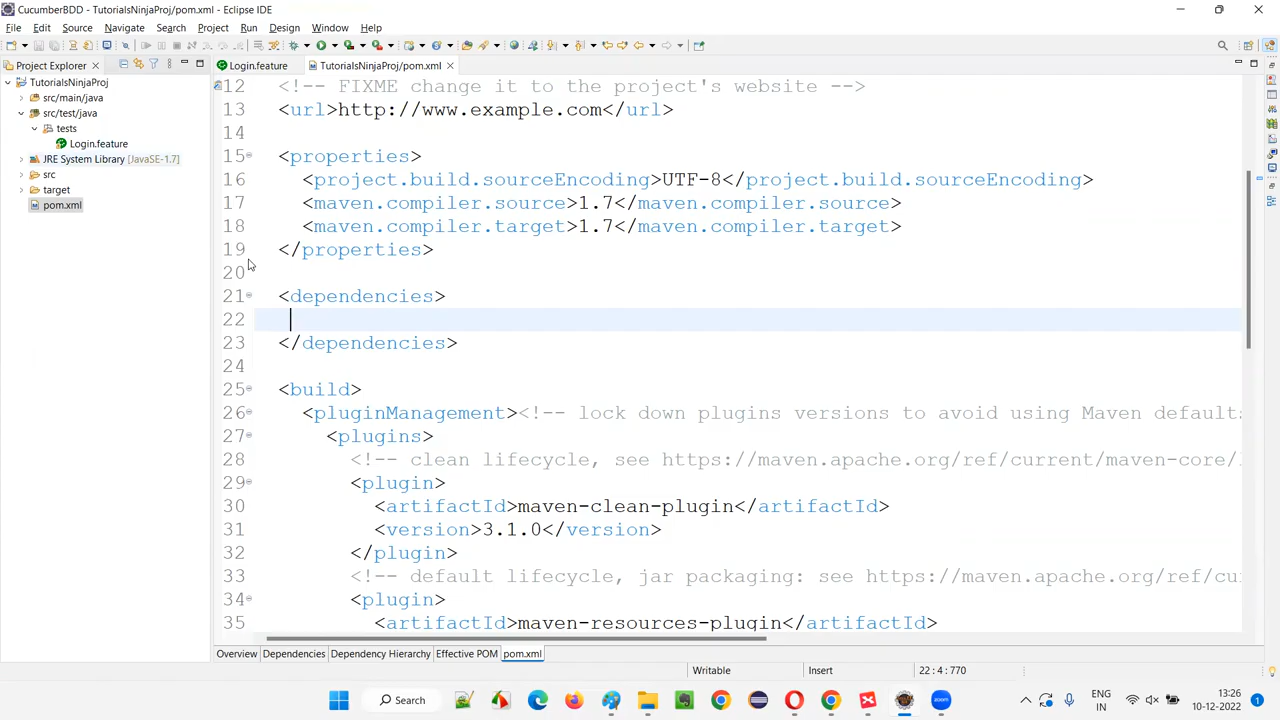 CucumberBDD - TutorialsNinjaProj/pom.xml - Eclipse IDE
File Edit Source Navigate Search Project Run Design Window Help
Project Explorer
Login.feature
TutorialsNinjaProj/pom.xml
TutorialsNinjaProj
src/main/java
src/test/java
tests
Login.feature
JRE System Library [JavaSE-1.7]
src
target
pom.xml
12 <!-- FIXME change it to the project's website -->
13 <url>http://www.example.com</url>
14
15 <properties>
16 <project.build.sourceEncoding>UTF-8</project.build.sourceEncoding>
17 <maven.compiler.source>1.7</maven.compiler.source>
18 <maven.compiler.target>1.7</maven.compiler.target>
19 </properties>
20
21 <dependencies>
22
23 </dependencies>
24
25 <build>
26 <pluginManagement><!-- lock down plugins versions to avoid using Maven default
27 <plugins>
28 <!-- clean lifecycle, see https://maven.apache.org/ref/current/maven-core/
29 <plugin>
30 <artifactId>maven-clean-plugin</artifactId>
31 <version>3.1.0</version>
32 </plugin>
33 <!-- default lifecycle, jar packaging: see https://maven.apache.org/ref/cu
34 <plugin>
35 <artifactId>maven-resources-plugin</artifactId>
Overview Dependencies Dependency Hierarchy Effective POM pom.xml
Writable Insert 22 : 4 : 770
Search
zoom
ENG
IN
13:26
10-12-2022
1